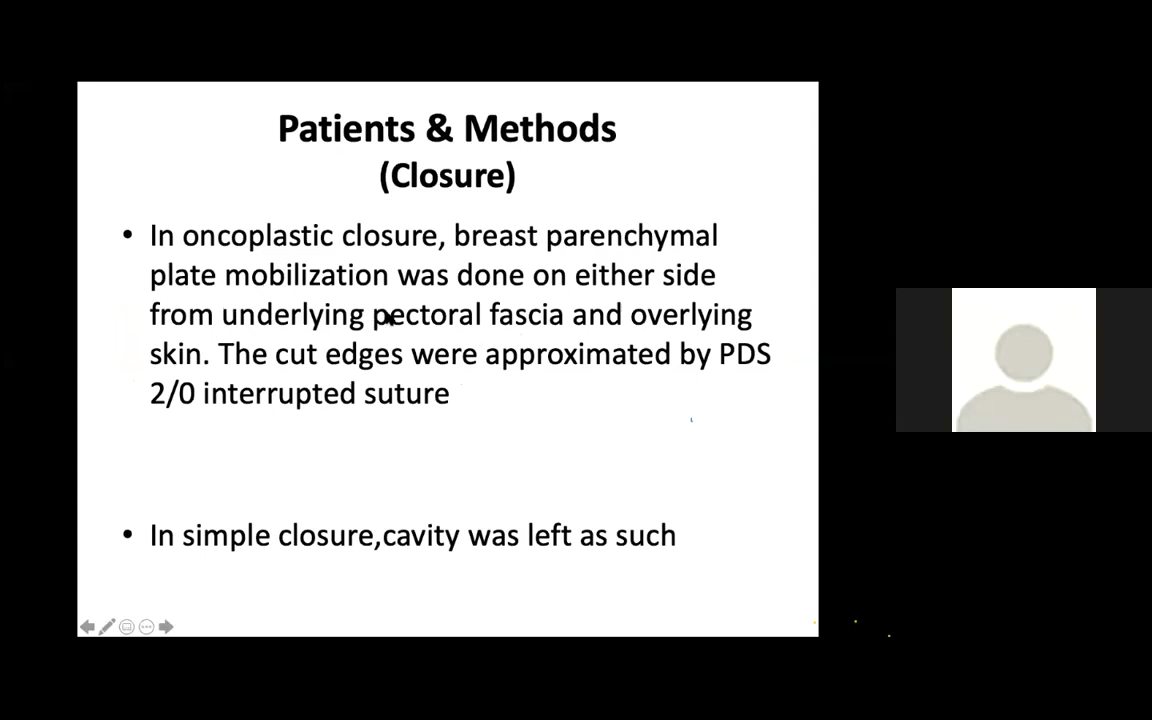 Patients & Methods
(Closure)
• In oncoplastic closure, breast parenchymal
plate mobilization was done on either side
from underlying pectoral fascia and overlying
skin. The cut edges were approximated by PDS
2/0 interrupted suture
• In simple closure,cavity was left as such